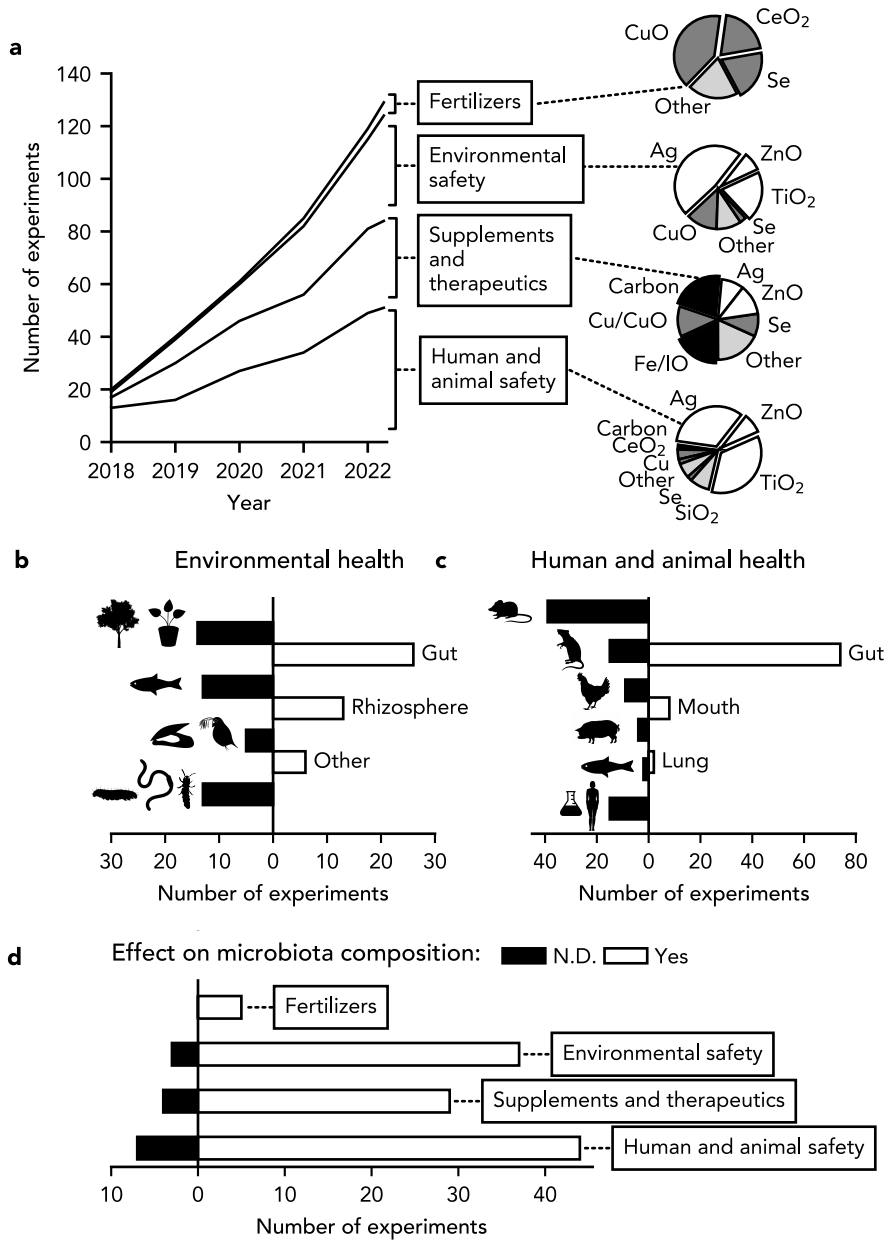 a
Number of experiments
140
120
100
80
60
40
20
0
2018 2019 2020 2021 2022
Year
Fertilizers
Environmental
safety
Supplements
and
therapeutics
Human and
animal safety
CuO
CeO₂
Se
Other
Ag
ZnO
TiO₂
Se
Other
CuO
Carbon
Ag
ZnO
Se
Other
Fe/IO
Cu/CuO
Ag
ZnO
TiO₂
SiO₂
Se
Other
Cu
CeO₂
Carbon
b
Environmental health
Gut
Rhizosphere
Other
30 20 10 0 10 20 30
Number of experiments
c
Human and animal health
Gut
Mouth
Lung
40 20 0 20 40 60 80
Number of experiments
d
Effect on microbiota composition: N.D. Yes
Fertilizers
Environmental safety
Supplements and therapeutics
Human and animal safety
10 0 10 20 30 40
Number of experiments